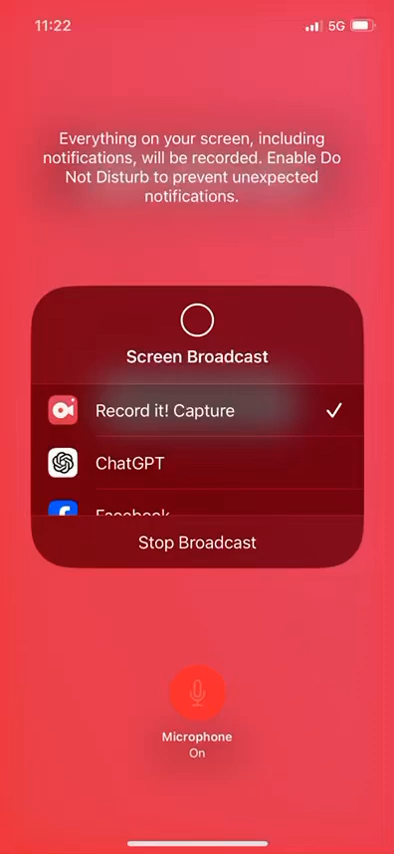 11:22
5G
Everything on your screen, including
notifications, will be recorded. Enable Do
Not Disturb to prevent unexpected
notifications.
Screen Broadcast
Record it! Capture
ChatGPT
Facebook
Stop Broadcast
Microphone
On